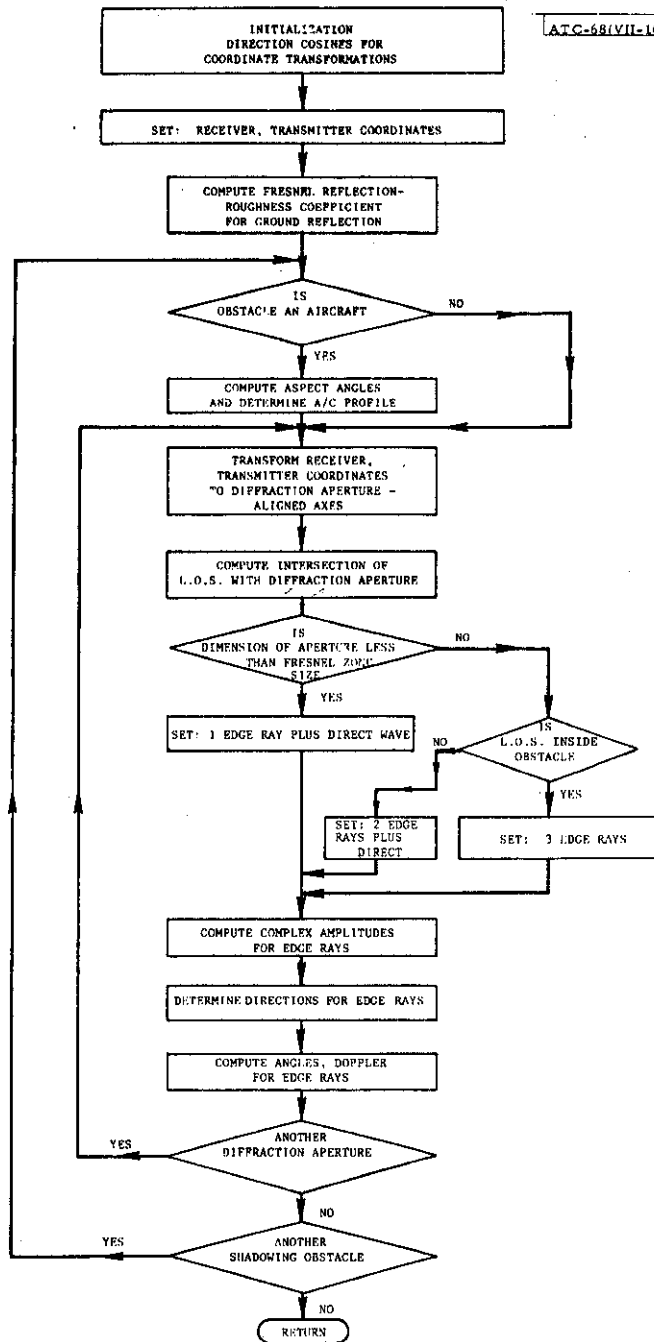 INITIALIZATION
DIRECTION COSINES FOR
COORDINATE TRANSFORMATIONS
ATC-68(VII-10
SET: RECEIVER, TRANSMITTER COORDINATES
COMPUTE FRESNEL REFLECTION-
ROUGHNESS COEFFICIENT
FOR GROUND REFLECTION
IS
OBSTACLE AN AIRCRAFT
NO
YES
COMPUTE ASPECT ANGLES
AND DETERMINE A/C PROFILE
TRANSFORM RECEIVER,
TRANSMITTER COORDINATES
TO DIFFRACTION APERTURE -
ALIGNED AXES
COMPUTE INTERSECTION OF
L.O.S. WITH DIFFRACTION APERTURE
IS
DIMENSION OF APERTURE LESS
THAN FRESNEL ZONE
SIZE
NO
YES
SET: 1 EDGE RAY PLUS DIRECT WAVE
IS
L.O.S. INSIDE
OBSTACLE
NO
YES
SET: 2 EDGE
RAYS PLUS
DIRECT
SET: 3 EDGE RAYS
COMPUTE COMPLEX AMPLITUDES
FOR EDGE RAYS
DETERMINE DIRECTIONS FOR EDGE RAYS
COMPUTE ANGLES, DOPPLER
FOR EDGE RAYS
ANOTHER
DIFFRACTION APERTURE
YES
NO
ANOTHER
SHADOWING OBSTACLE
YES
NO
RETURN